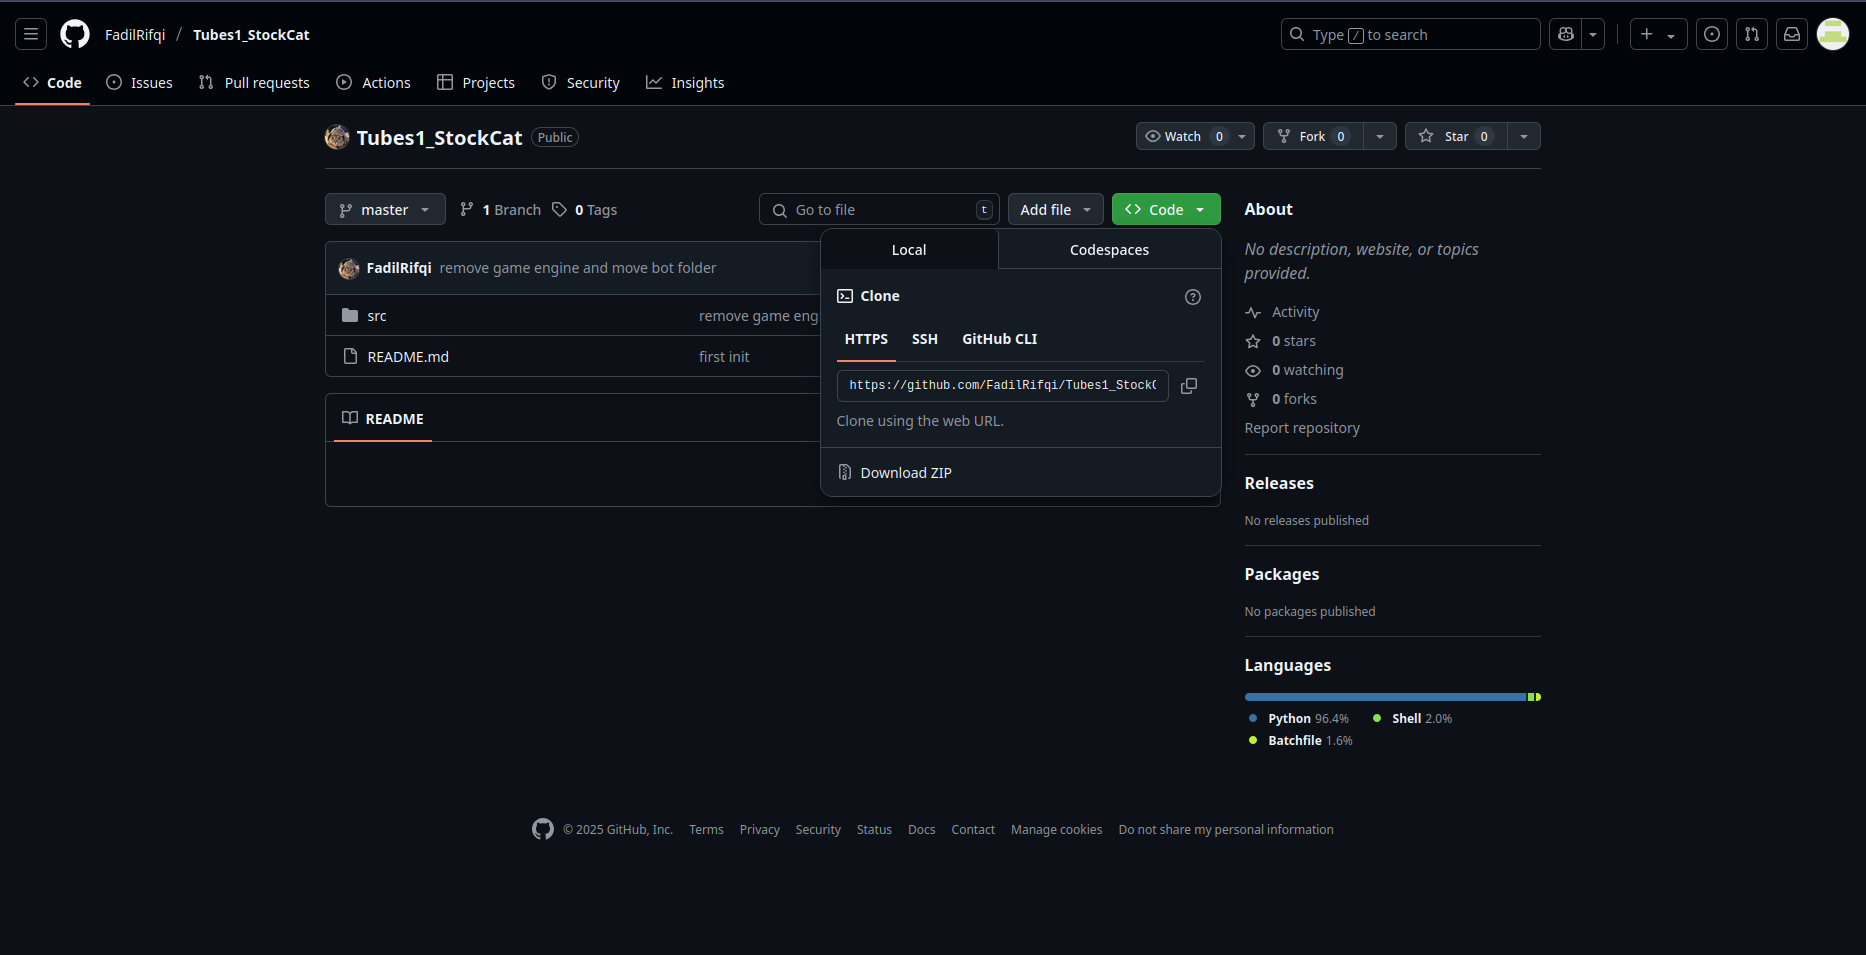 FadilRifqi / Tubes1_StockCat
Type / to search
Code
Issues
Pull requests
Actions
Projects
Security
Insights
Tubes1_StockCat
Public
Watch 0
Fork 0
Star 0
master
1 Branch
0 Tags
Go to file
t
Add file
Code
FadilRifqi remove game engine and move bot folder
src
remove game eng
README.md
first init
README
Local
Codespaces
Clone
HTTPS
SSH
GitHub CLI
https://github.com/FadilRifqi/Tubes1_StockC
Clone using the web URL.
Download ZIP
About
No description, website, or topics
provided.
Activity
0 stars
0 watching
0 forks
Report repository
Releases
No releases published
Packages
No packages published
Languages
Python 96.4%
Shell 2.0%
Batchfile 1.6%
© 2025 GitHub, Inc.
Terms
Privacy
Security
Status
Docs
Contact
Manage cookies
Do not share my personal information